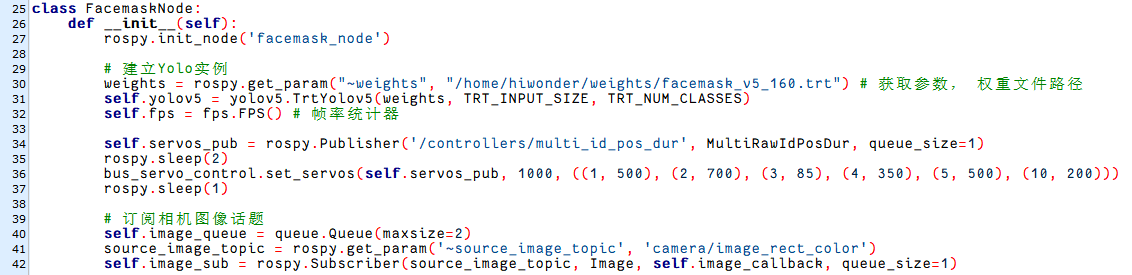 25 class FacemaskNode:
26     def __init__(self):
27         rospy.init_node('facemask_node')
28
29         # 建立Yolo实例
30         weights = rospy.get_param("~weights", "/home/hiwonder/weights/facemask_v5_160.trt") # 获取参数， 权重文件路径
31         self.yolov5 = yolov5.TrtYolov5(weights, TRT_INPUT_SIZE, TRT_NUM_CLASSES)
32         self.fps = fps.FPS() # 帧率统计器
33
34         self.servos_pub = rospy.Publisher('/controllers/multi_id_pos_dur', MultiRawIdPosDur, queue_size=1)
35         rospy.sleep(2)
36         bus_servo_control.set_servos(self.servos_pub, 1000, ((1, 500), (2, 700), (3, 85), (4, 350), (5, 500), (10, 200)))
37         rospy.sleep(1)
38
39         # 订阅相机图像话题
40         self.image_queue = queue.Queue(maxsize=2)
41         source_image_topic = rospy.get_param('~source_image_topic', 'camera/image_rect_color')
42         self.image_sub = rospy.Subscriber(source_image_topic, Image, self.image_callback, queue_size=1)